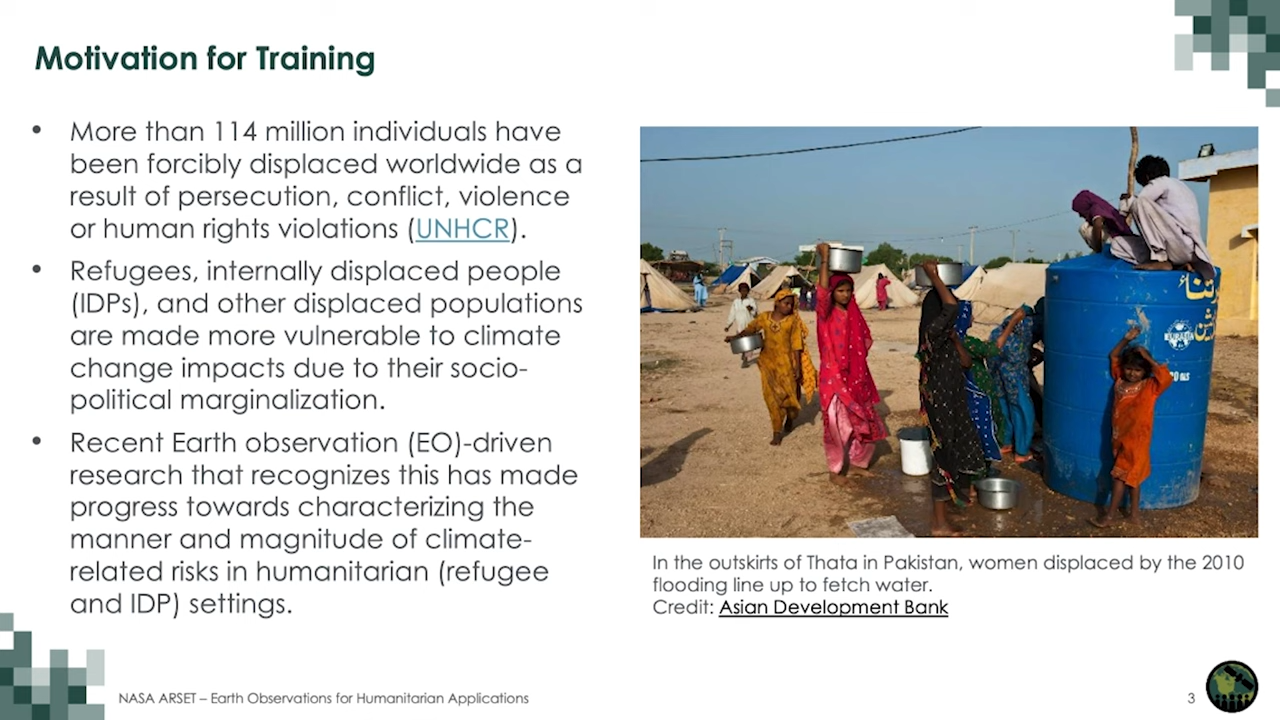 Motivation for Training
• More than 114 million individuals have
been forcibly displaced worldwide as a
result of persecution, conflict, violence
or human rights violations (UNHCR).
• Refugees, internally displaced people
(IDPs), and other displaced populations
are made more vulnerable to climate
change impacts due to their socio-
political marginalization.
• Recent Earth observation (EO)-driven
research that recognizes this has made
progress towards characterizing the
manner and magnitude of climate-
related risks in humanitarian (refugee
and IDP) settings.
In the outskirts of Thata in Pakistan, women displaced by the 2010
flooding line up to fetch water.
Credit: Asian Development Bank
NASA ARSET – Earth Observations for Humanitarian Applications
3